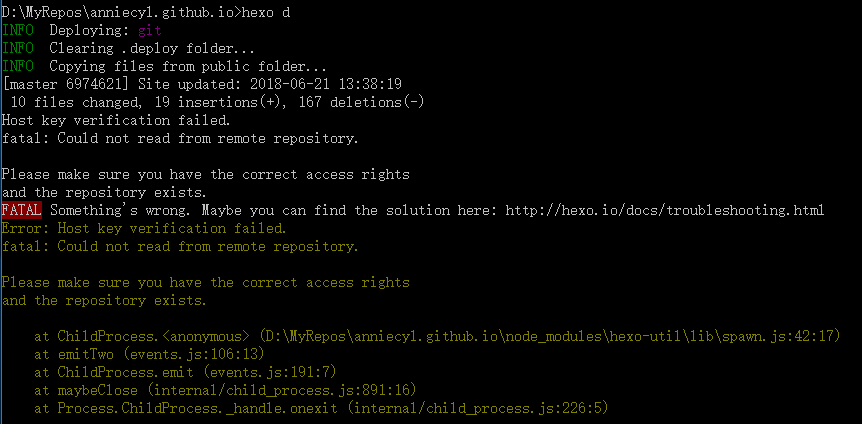 D:\MyRepos\anniecyl.github.io>hexo d
INFO  Deploying: git
INFO  Clearing .deploy folder...
INFO  Copying files from public folder...
[master 6974621] Site updated: 2018-06-21 13:38:19
 10 files changed, 19 insertions(+), 167 deletions(-)
Host key verification failed.
fatal: Could not read from remote repository.

Please make sure you have the correct access rights
and the repository exists.
FATAL Something's wrong. Maybe you can find the solution here: http://hexo.io/docs/troubleshooting.html
Error: Host key verification failed.
fatal: Could not read from remote repository.

Please make sure you have the correct access rights
and the repository exists.

    at ChildProcess.<anonymous> (D:\MyRepos\anniecyl.github.io\node_modules\hexo-util\lib\spawn.js:42:17)
    at emitTwo (events.js:106:13)
    at ChildProcess.emit (events.js:191:7)
    at maybeClose (internal/child_process.js:891:16)
    at Process.ChildProcess._handle.onexit (internal/child_process.js:226:5)